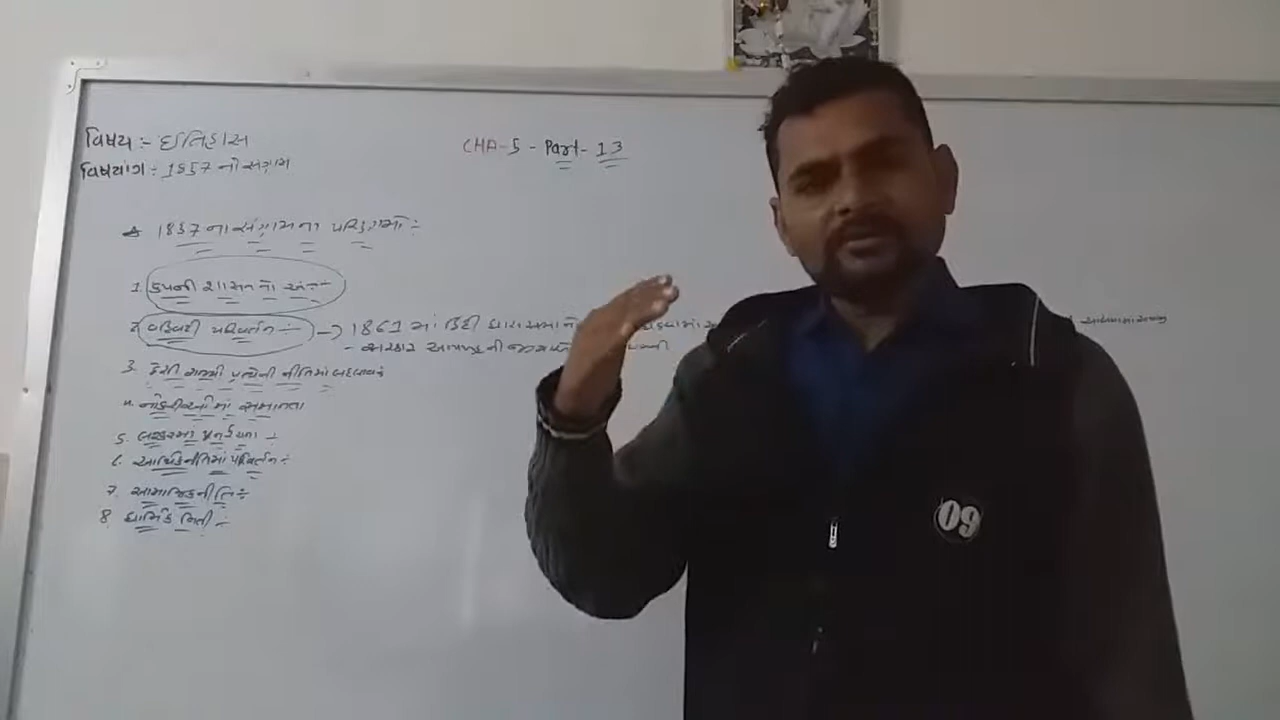 વિષય :- ઇતિહાસ
CHA-5 - Part - 13
વિષયાંગ : 1857 નો સંગ્રામ
1857 ના સંગ્રામના પરિણામો :
1. કંપની શાસનનો અંત :-
2. વહિવટી પરિવર્તન :- → 1861 માં હિંદી ધારાસભાનો
3. દેશી રાજ્યો પ્રત્યેની નીતિમાં બદલાવ
4. નોકરીઓમાં સમાનતા
5. લશ્કરમાં પુનઃરચના :-
6. આર્થિકનીતિમાં પરિવર્તન :-
7. સામાજિકનીતિ :-
8. ધાર્મિક નિતી :-
09